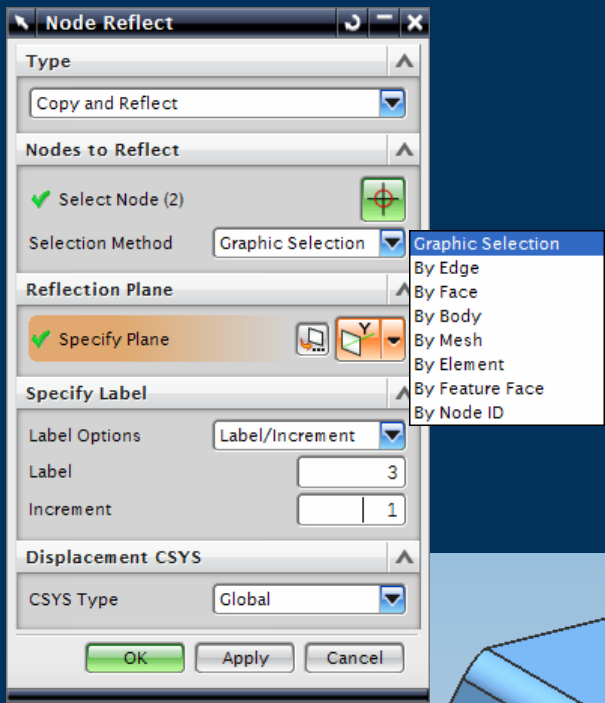 Node Reflect
Type
Copy and Reflect
Nodes to Reflect
Select Node (2)
Selection Method
Graphic Selection
Graphic Selection
By Edge
By Face
By Body
By Mesh
By Element
By Feature Face
By Node ID
Reflection Plane
Specify Plane
Y
Specify Label
Label Options
Label/Increment
Label
3
Increment
1
Displacement CSYS
CSYS Type
Global
OK
Apply
Cancel